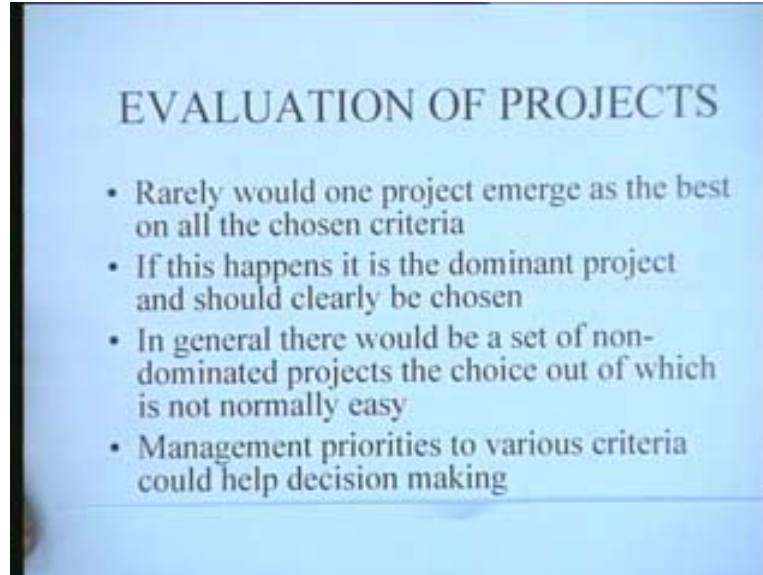 EVALUATION OF PROJECTS
• Rarely would one project emerge as the best
on all the chosen criteria
• If this happens it is the dominant project
and should clearly be chosen
• In general there would be a set of non-
dominated projects the choice out of which
is not normally easy
• Management priorities to various criteria
could help decision making